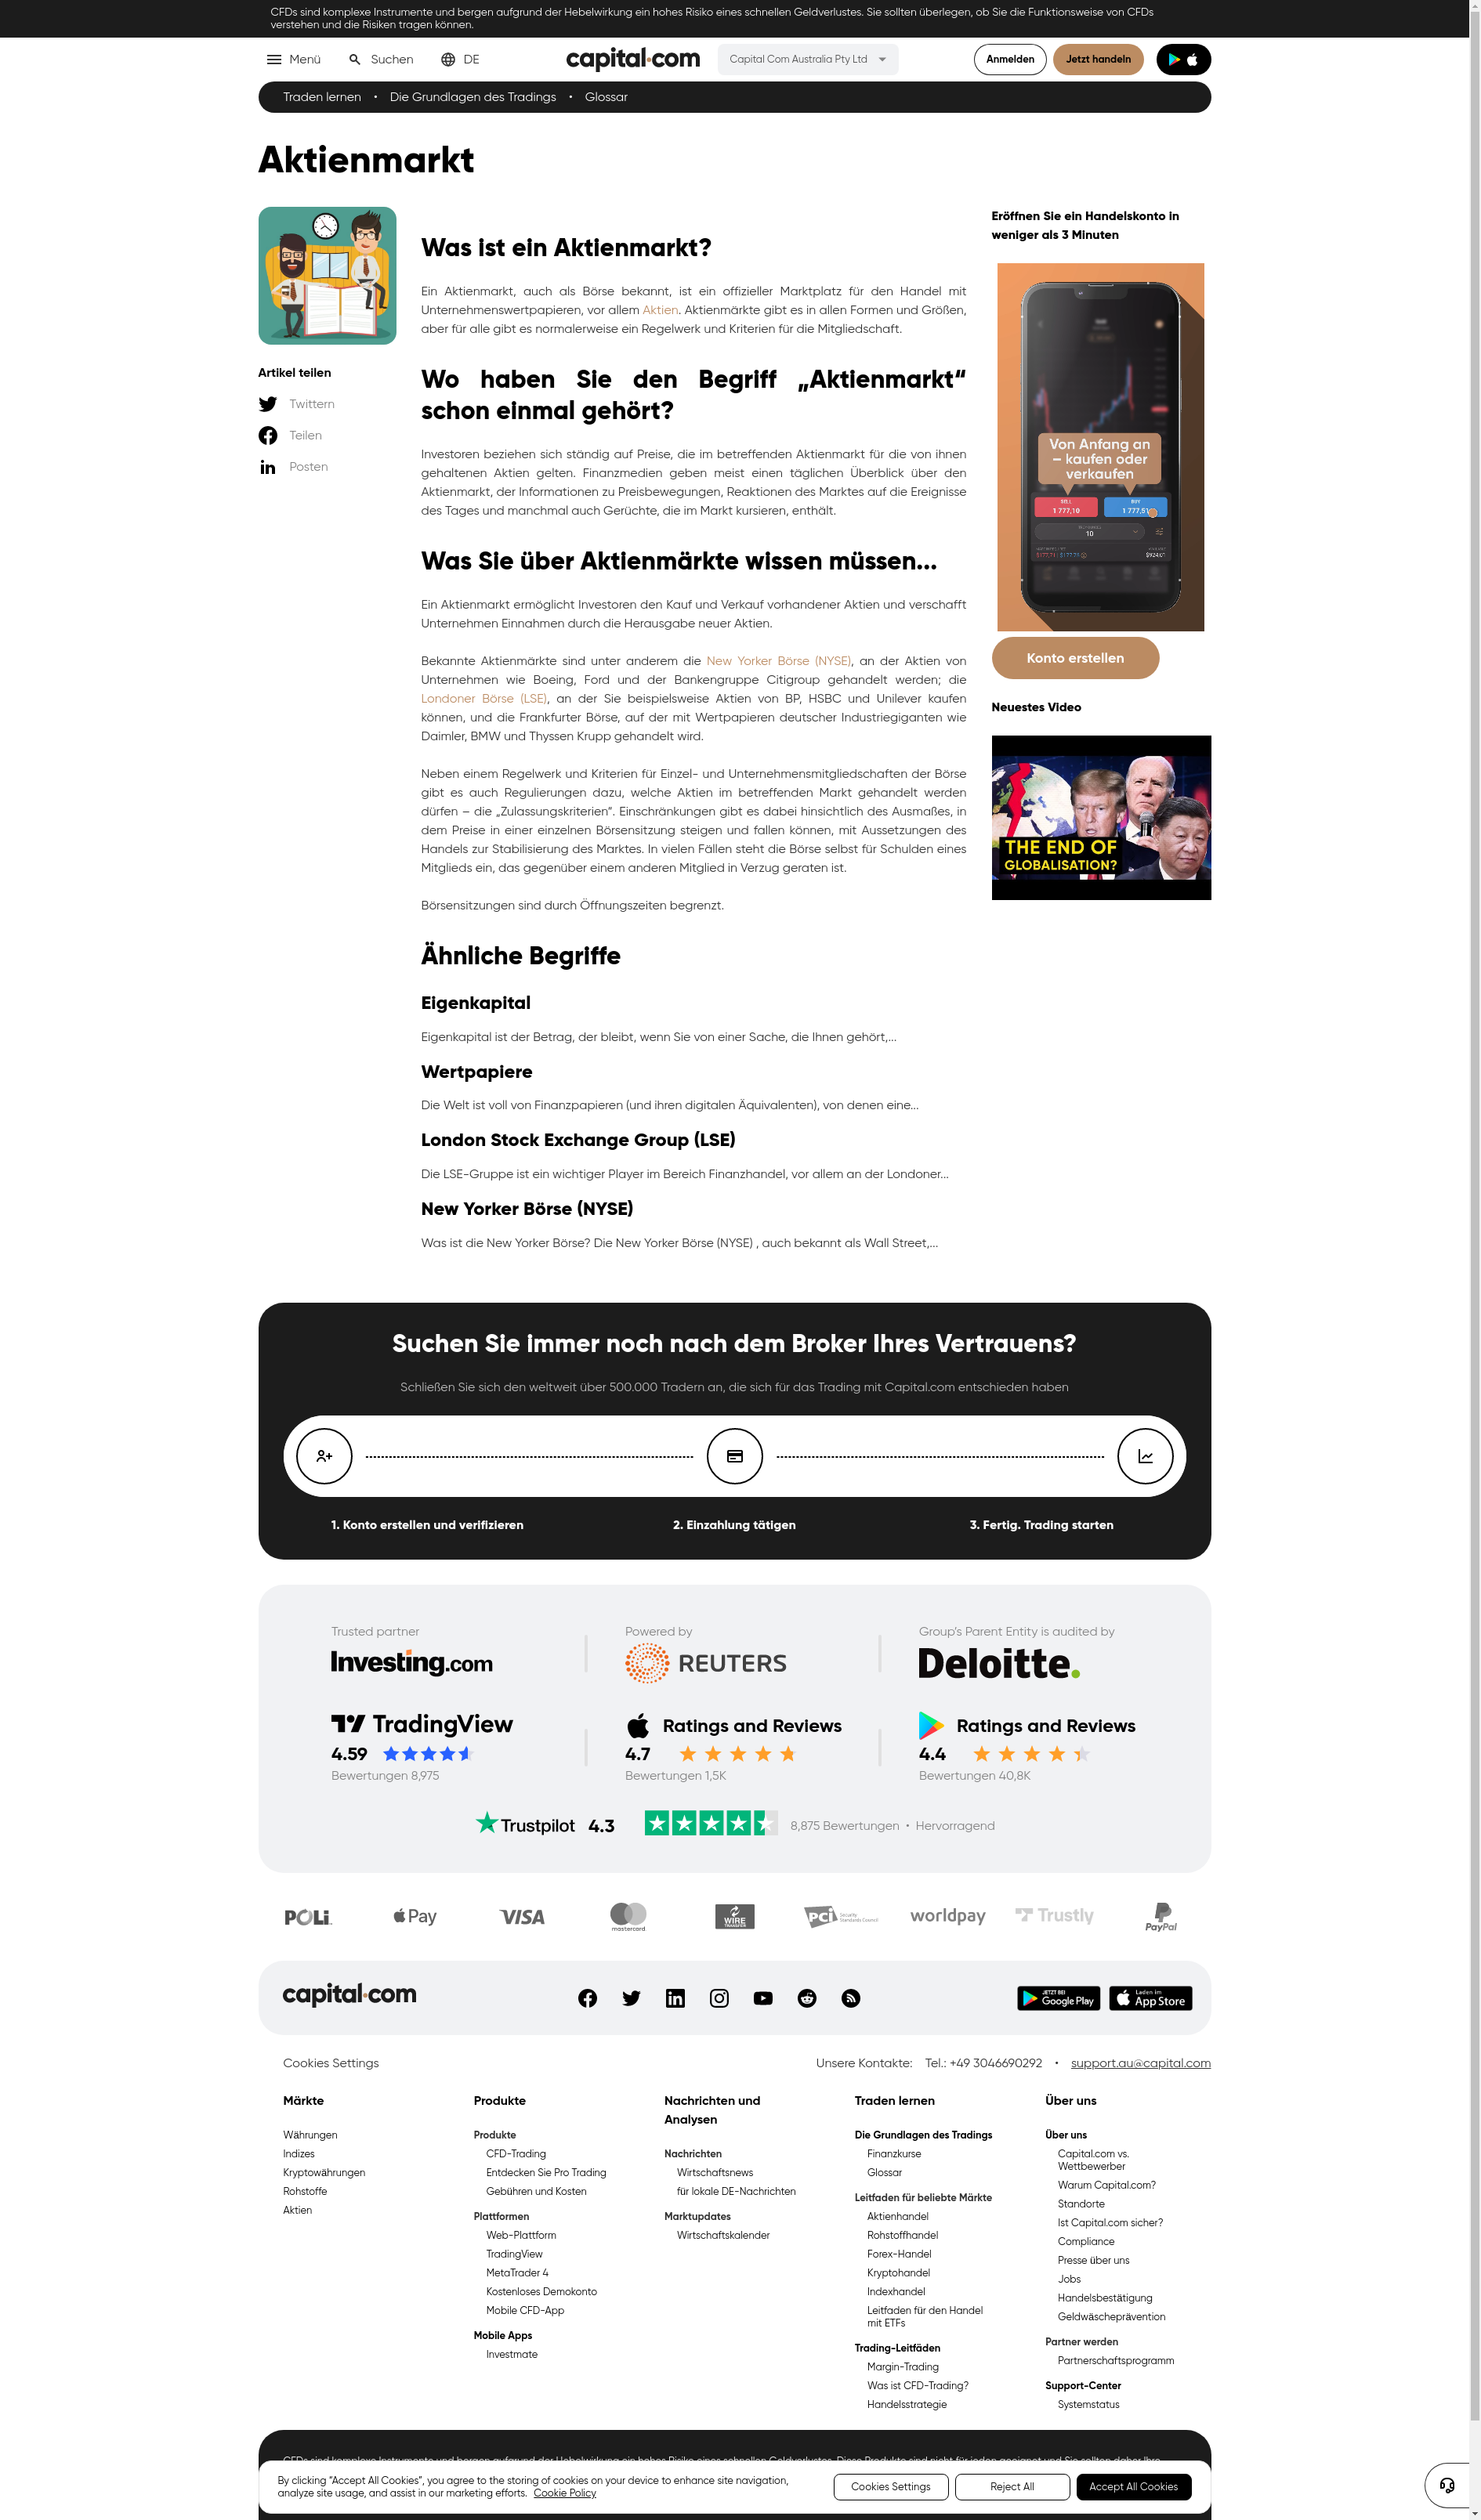 CFDs sind komplexe Instrumente und bergen aufgrund der Hebelwirkung ein hohes Risiko eines schnellen Geldverlustes. Sie sollten überlegen, ob Sie die Funktionsweise von CFDs
verstehen und die Risiken tragen können.
Menü
Suchen
DE
capital.com
Capital Com Australia Pty Ltd
Anmelden
Jetzt handeln
Traden lernen • Die Grundlagen des Tradings • Glossar
Aktienmarkt
Artikel teilen
Twittern
Teilen
Posten
Was ist ein Aktienmarkt?
Ein Aktienmarkt, auch als Börse bekannt, ist ein offizieller Marktplatz für den Handel mit
Unternehmenswertpapieren, vor allem Aktien. Aktienmärkte gibt es in allen Formen und Größen,
aber für alle gibt es normalerweise ein Regelwerk und Kriterien für die Mitgliedschaft.
Wo haben Sie den Begriff „Aktienmarkt“
schon einmal gehört?
Investoren beziehen sich ständig auf Preise, die im betreffenden Aktienmarkt für die von ihnen
gehaltenen Aktien gelten. Finanzmedien geben meist einen täglichen Überblick über den
Aktienmarkt, der Informationen zu Preisbewegungen, Reaktionen des Marktes auf die Ereignisse
des Tages und manchmal auch Gerüchte, die im Markt kursieren, enthält.
Was Sie über Aktienmärkte wissen müssen...
Ein Aktienmarkt ermöglicht Investoren den Kauf und Verkauf vorhandener Aktien und verschafft
Unternehmen Einnahmen durch die Herausgabe neuer Aktien.
Bekannte Aktienmärkte sind unter anderem die New Yorker Börse (NYSE), an der Aktien von
Unternehmen wie Boeing, Ford und der Bankengruppe Citigroup gehandelt werden; die
Londoner Börse (LSE), an der Sie beispielsweise Aktien von BP, HSBC und Unilever kaufen
können, und die Frankfurter Börse, auf der mit Wertpapieren deutscher Industriegiganten wie
Daimler, BMW und Thyssen Krupp gehandelt wird.
Neben einem Regelwerk und Kriterien für Einzel- und Unternehmensmitgliedschaften der Börse
gibt es auch Regulierungen dazu, welche Aktien im betreffenden Markt gehandelt werden
dürfen – die „Zulassungskriterien“. Einschränkungen gibt es dabei hinsichtlich des Ausmaßes, in
dem Preise in einer einzelnen Börsensitzung steigen und fallen können, mit Aussetzungen des
Handels zur Stabilisierung des Marktes. In vielen Fällen steht die Börse selbst für Schulden eines
Mitglieds ein, das gegenüber einem anderen Mitglied in Verzug geraten ist.
Börsensitzungen sind durch Öffnungszeiten begrenzt.
Ähnliche Begriffe
Eigenkapital
Eigenkapital ist der Betrag, der bleibt, wenn Sie von einer Sache, die Ihnen gehört,...
Wertpapiere
Die Welt ist voll von Finanzpapieren (und ihren digitalen Äquivalenten), von denen eine...
London Stock Exchange Group (LSE)
Die LSE-Gruppe ist ein wichtiger Player im Bereich Finanzhandel, vor allem an der Londoner...
New Yorker Börse (NYSE)
Was ist die New Yorker Börse? Die New Yorker Börse (NYSE) , auch bekannt als Wall Street,...
Eröffnen Sie ein Handelskonto in
weniger als 3 Minuten
Von Anfang an
– kaufen oder
verkaufen
SELL
1 777,10
BUY
1 777,51
10
Konto erstellen
Neuestes Video
THE END OF
GLOBALISATION?
Suchen Sie immer noch nach dem Broker Ihres Vertrauens?
Schließen Sie sich den weltweit über 500.000 Tradern an, die sich für das Trading mit Capital.com entschieden haben
1. Konto erstellen und verifizieren
2. Einzahlung tätigen
3. Fertig. Trading starten
Trusted partner
Investing.com
Powered by
REUTERS
Group's Parent Entity is audited by
Deloitte.
TradingView
4.59
Bewertungen 8,975
Ratings and Reviews
4.7
Bewertungen 1,5K
Ratings and Reviews
4.4
Bewertungen 40,8K
Trustpilot 4.3
8,875 Bewertungen • Hervorragend
POLi
Pay
VISA
mastercard
WIRE
TRANSFER
PCi Security
Standards Council
worldpay
Trustly
PayPal
capital.com
JETZT BEI
Google Play
Laden im
App Store
Cookies Settings
Unsere Kontakte: Tel.: +49 3046690292 • support.au@capital.com
Märkte
Währungen
Indizes
Kryptowährungen
Rohstoffe
Aktien
Produkte
Produkte
CFD-Trading
Entdecken Sie Pro Trading
Gebühren und Kosten
Plattformen
Web-Plattform
TradingView
MetaTrader 4
Kostenloses Demokonto
Mobile CFD-App
Mobile Apps
Investmate
Nachrichten und
Analysen
Nachrichten
Wirtschaftsnews
für lokale DE-Nachrichten
Marktupdates
Wirtschaftskalender
Traden lernen
Die Grundlagen des Tradings
Finanzkurse
Glossar
Leitfaden für beliebte Märkte
Aktienhandel
Rohstoffhandel
Forex-Handel
Kryptohandel
Indexhandel
Leitfaden für den Handel
mit ETFs
Trading-Leitfäden
Margin-Trading
Was ist CFD-Trading?
Handelsstrategie
Über uns
Über uns
Capital.com vs.
Wettbewerber
Warum Capital.com?
Standorte
Ist Capital.com sicher?
Compliance
Presse über uns
Jobs
Handelsbestätigung
Geldwäscheprävention
Partner werden
Partnerschaftsprogramm
Support-Center
Systemstatus
By clicking “Accept All Cookies”, you agree to the storing of cookies on your device to enhance site navigation,
analyze site usage, and assist in our marketing efforts. Cookie Policy
Cookies Settings
Reject All
Accept All Cookies